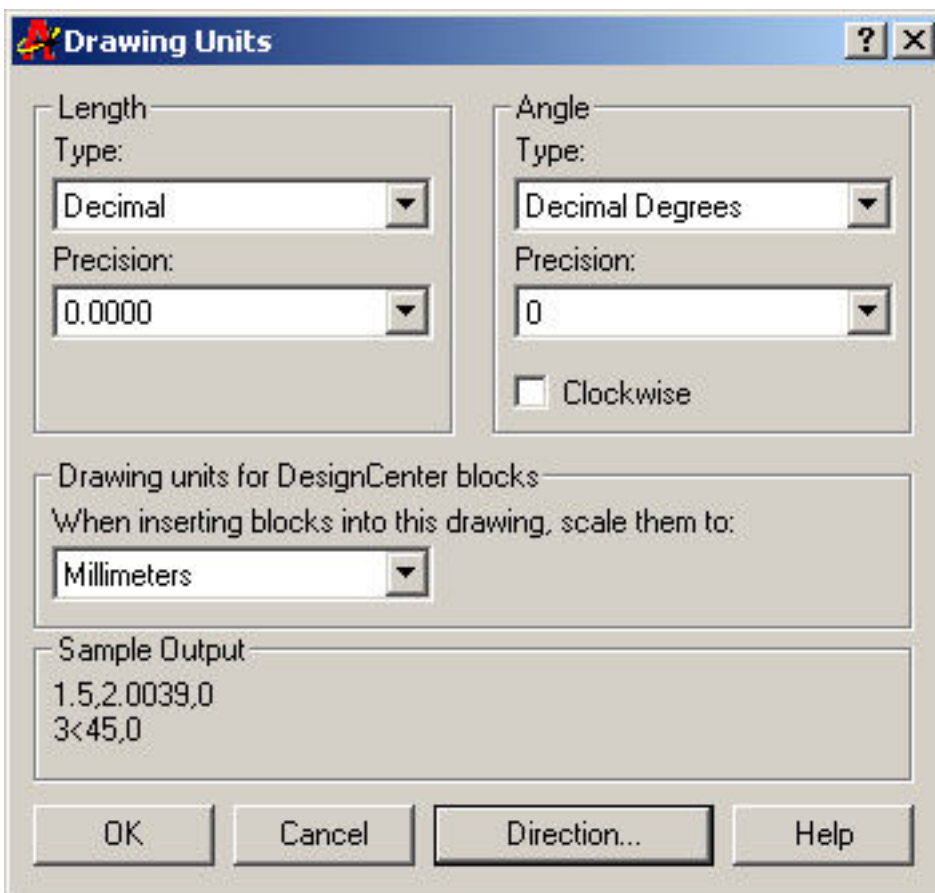 Drawing Units
Length
Type:
Decimal
Precision:
0.0000
Angle
Type:
Decimal Degrees
Precision:
0
Clockwise
Drawing units for DesignCenter blocks
When inserting blocks into this drawing, scale them to:
Millimeters
Sample Output
1.5,2.0039,0
3<45,0
OK
Cancel
Direction...
Help